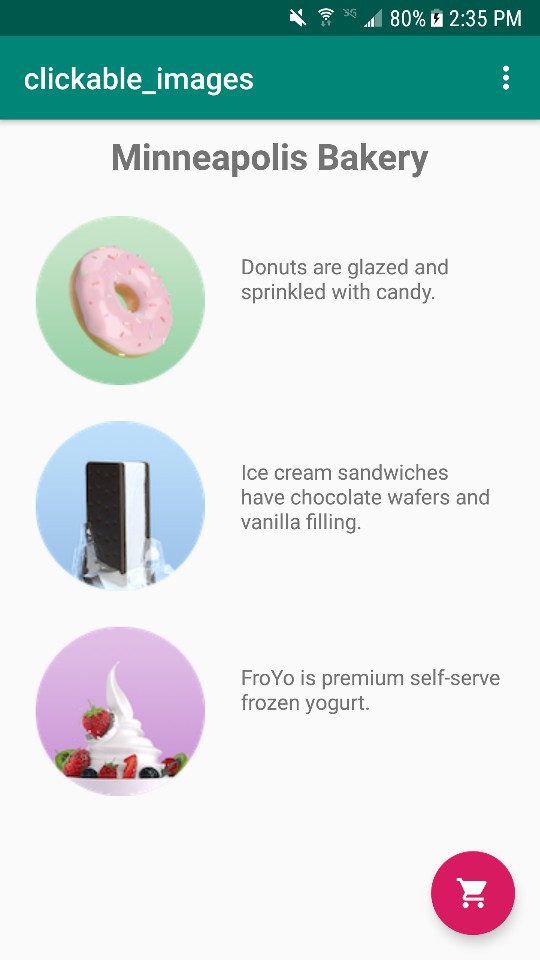 3G 80% 2:35 PM
clickable_images
Minneapolis Bakery
Donuts are glazed and
sprinkled with candy.
Ice cream sandwiches
have chocolate wafers and
vanilla filling.
FroYo is premium self-serve
frozen yogurt.